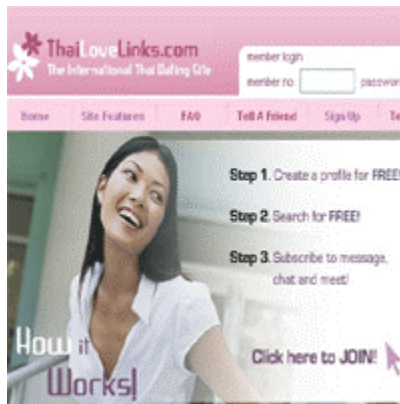 ThaiLoveLinks.com
The International Thai Dating Site
member login
member no
passwor
Home Site Features FAQ Tell A Friend Sign Up Te
Step 1. Create a profile for FREE!
Step 2. Search for FREE!
Step 3. Subscribe to message,
chat and meet!
How it
Works!
Click here to JOIN!